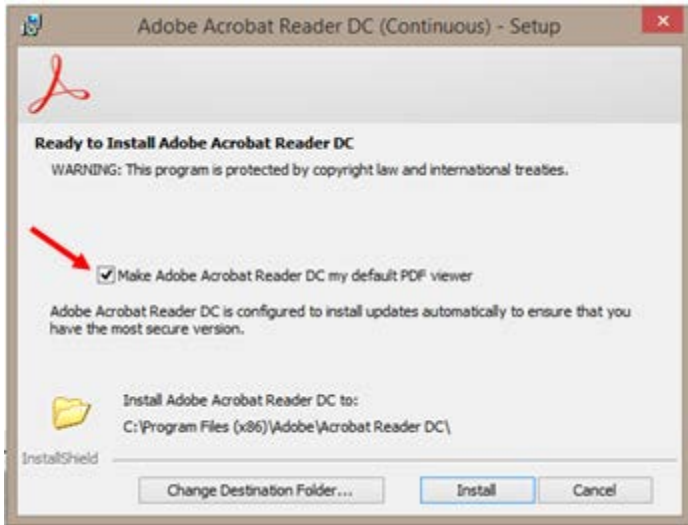 Adobe Acrobat Reader DC (Continuous) - Setup
Ready to Install Adobe Acrobat Reader DC
WARNING: This program is protected by copyright law and international treaties.
Make Adobe Acrobat Reader DC my default PDF viewer
Adobe Acrobat Reader DC is configured to install updates automatically to ensure that you
have the most secure version.
Install Adobe Acrobat Reader DC to:
C:\Program Files (x86)\Adobe\Acrobat Reader DC\
InstallShield
Change Destination Folder...
Install
Cancel